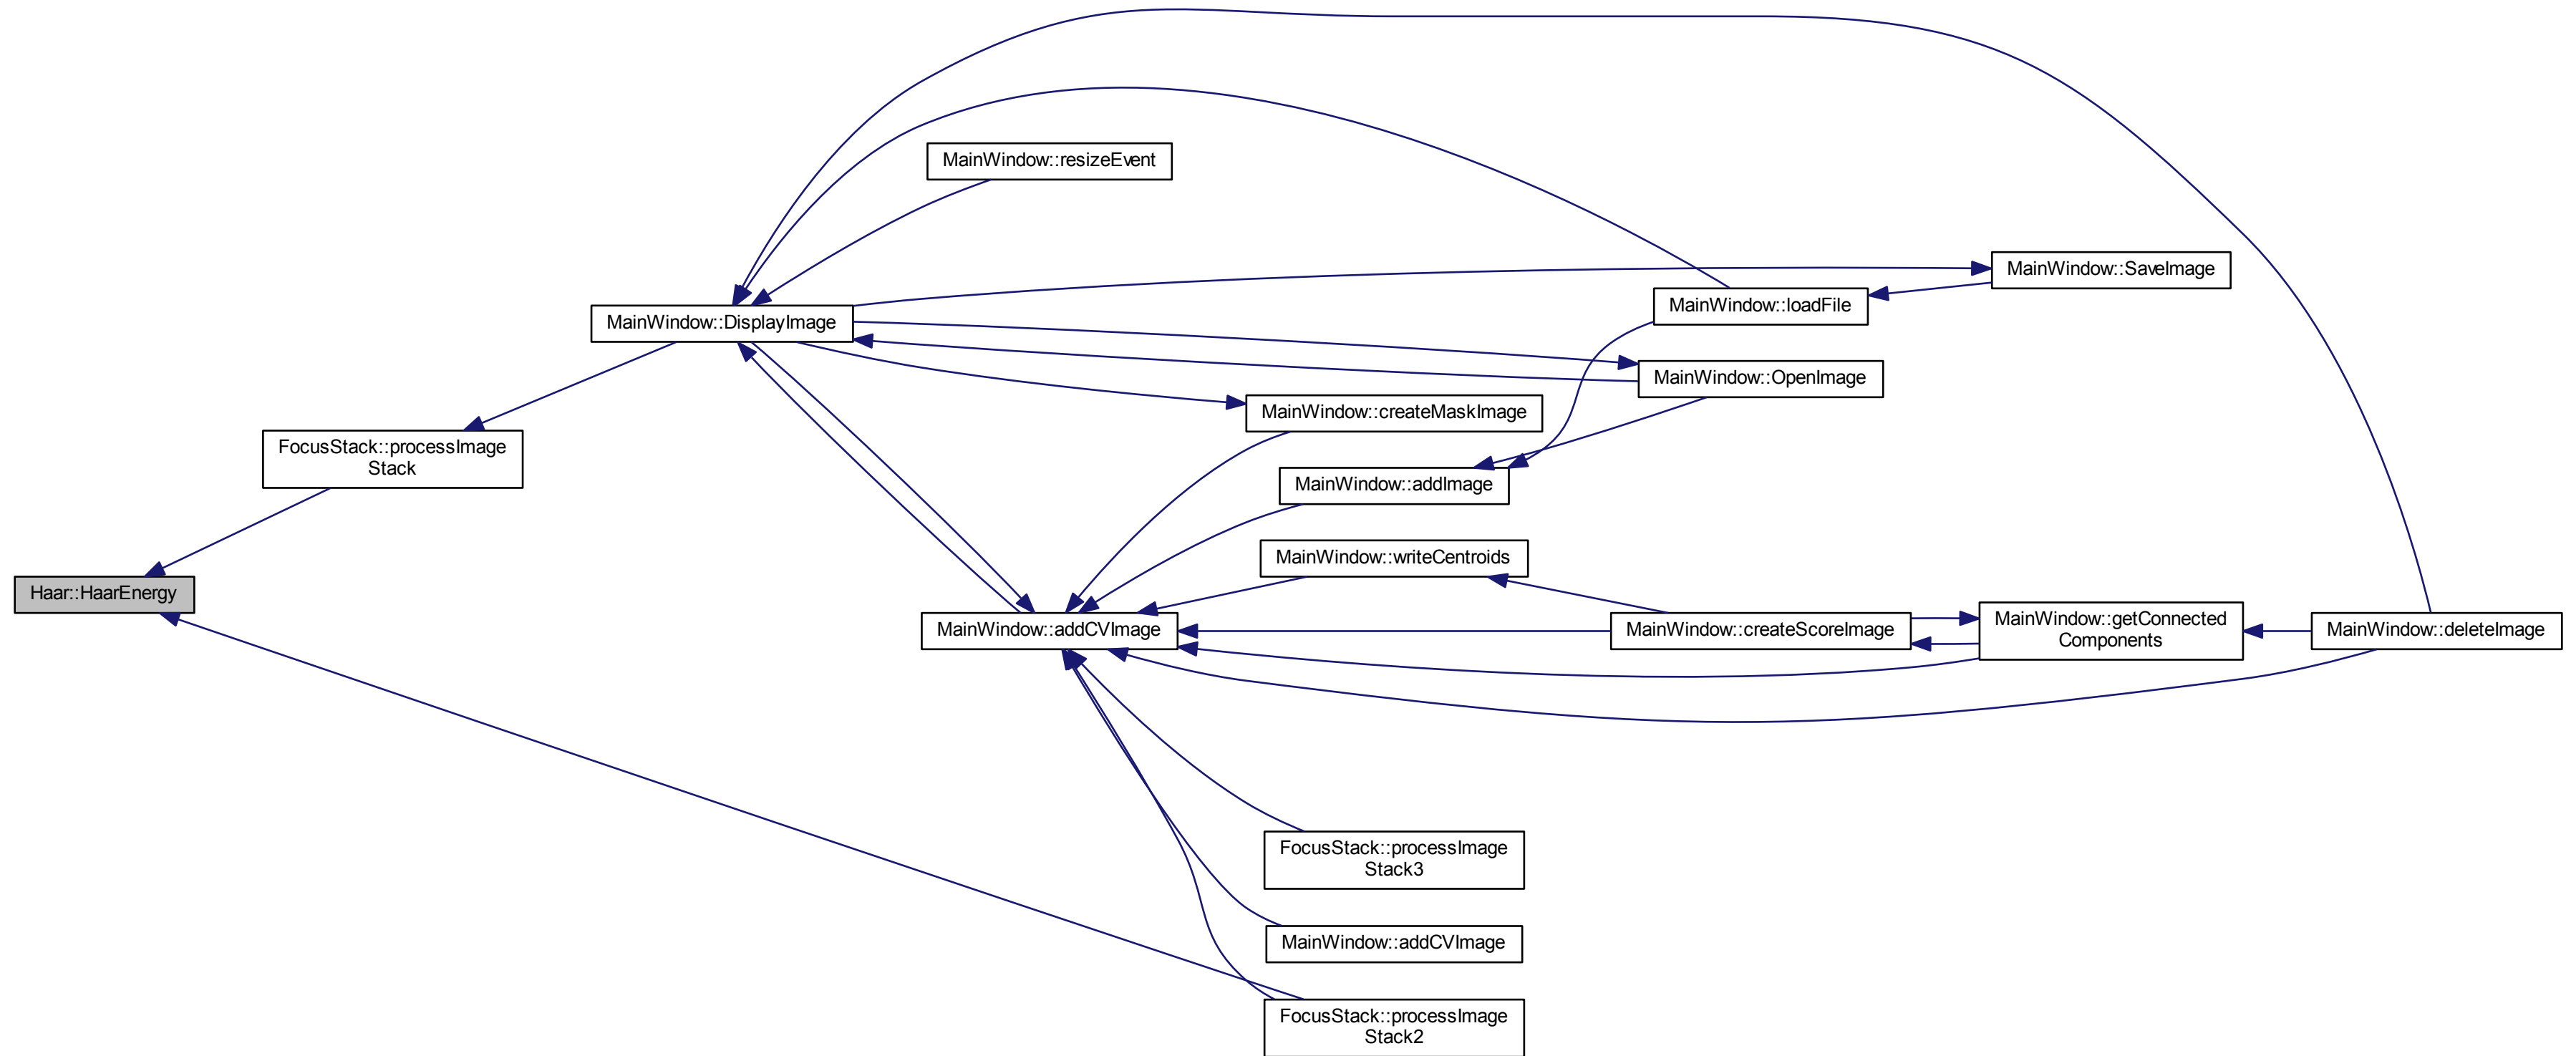 MainWindow::resizeEvent
MainWindow::SaveImage
MainWindow::loadFile
MainWindow::DisplayImage
MainWindow::OpenImage
MainWindow::createMaskImage
FocusStack::processImage
Stack
MainWindow::addImage
MainWindow::writeCentroids
Haar::HaarEnergy
MainWindow::addCVImage
MainWindow::createScoreImage
MainWindow::getConnected
Components
MainWindow::deleteImage
FocusStack::processImage
Stack3
MainWindow::addCVImage
FocusStack::processImage
Stack2